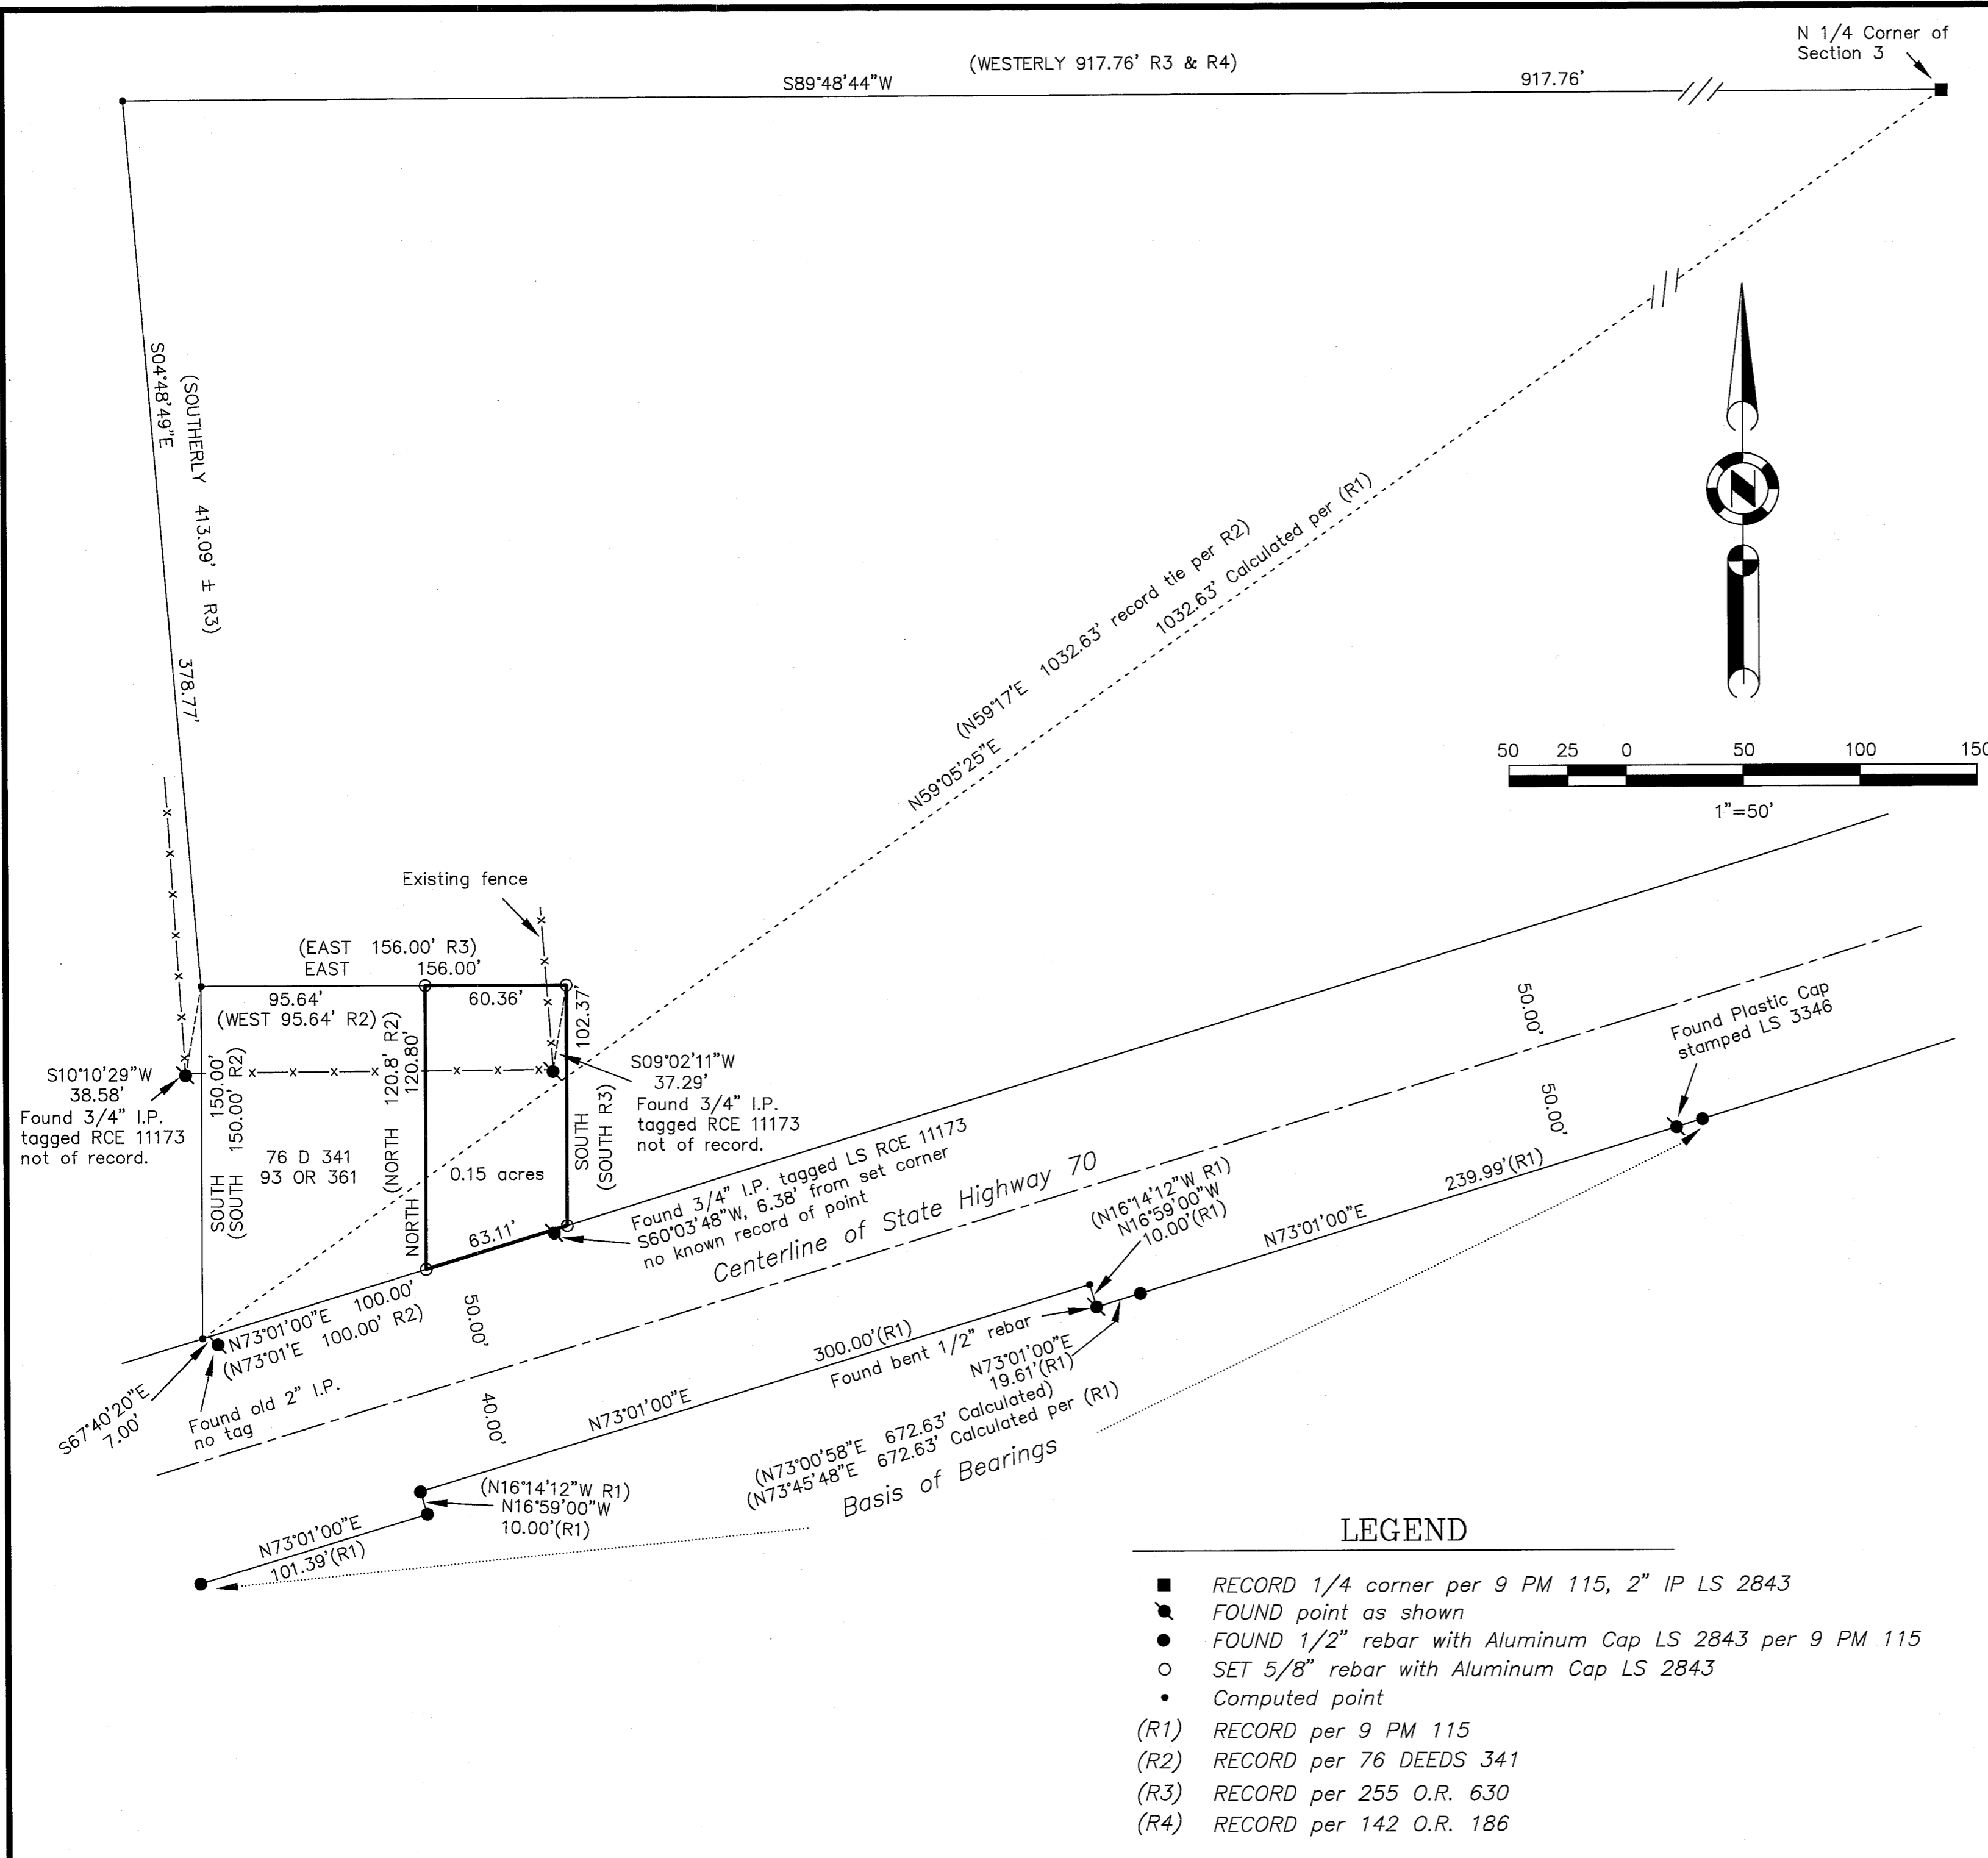 N 1/4 Corner of
Section 3
(WESTERLY 917.76' R3 & R4)
S89°48'44"W
917.76'
S04°48'49"E
(SOUTHERLY 413.09' ± R3)
378.77'
(N59°17'E 1032.63' record tie per R2)
1032.63' Calculated per (R1)
N59°05'25"E
N
50 25 0 50 100 150
1"=50'
Existing fence
(EAST 156.00' R3)
EAST 156.00'
95.64'
60.36'
(WEST 95.64' R2)
102.37'
S10°10'29"W
38.58'
Found 3/4" I.P.
tagged RCE 11173
not of record.
SOUTH 150.00'
(SOUTH 150.00' R2)
76 D 341
93 OR 361
(NORTH 120.8' R2)
NORTH 120.80'
0.15 acres
SOUTH
(SOUTH R3)
S09°02'11"W
37.29'
Found 3/4" I.P.
tagged RCE 11173
not of record.
63.11'
Found 3/4" I.P. tagged LS RCE 11173
S60°03'48"W, 6.38' from set corner
no known record of point
Centerline of State Highway 70
50.00'
50.00'
Found Plastic Cap
stamped LS 3346
239.99'(R1)
N73°01'00"E
(N16°14'12"W R1)
N16°59'00"W
10.00'(R1)
N73°01'00"E 100.00'
(N73°01'E 100.00' R2)
50.00'
40.00'
S67°40'20"E
7.00'
Found old 2" I.P.
no tag
300.00'(R1)
N73°01'00"E
Found bent 1/2" rebar
N73°01'00"E
19.61'(R1)
(N73°00'58"E 672.63' Calculated)
(N73°45'48"E 672.63' Calculated per (R1)
Basis of Bearings
(N16°14'12"W R1)
N16°59'00"W
10.00'(R1)
N73°01'00"E
101.39'(R1)
LEGEND
RECORD 1/4 corner per 9 PM 115, 2" IP LS 2843
FOUND point as shown
FOUND 1/2" rebar with Aluminum Cap LS 2843 per 9 PM 115
SET 5/8" rebar with Aluminum Cap LS 2843
Computed point
(R1) RECORD per 9 PM 115
(R2) RECORD per 76 DEEDS 341
(R3) RECORD per 255 O.R. 630
(R4) RECORD per 142 O.R. 186